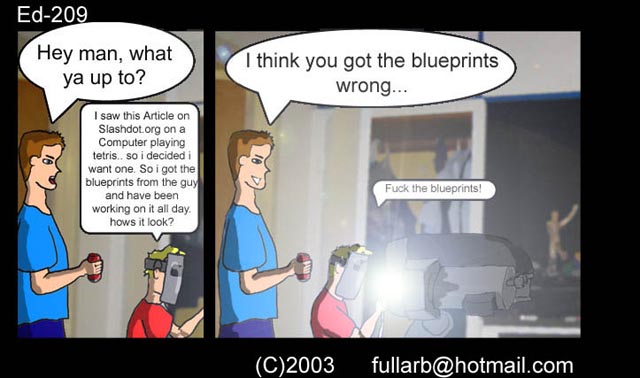 Ed-209
Hey man, what
ya up to?
I saw this Article on
Slashdot.org on a
Computer playing
tetris.. so i decided i
want one. So i got the
blueprints from the guy
and have been
working on it all day.
hows it look?
I think you got the blueprints
wrong...
Fuck the blueprints!
(C)2003 fullarb@hotmail.com